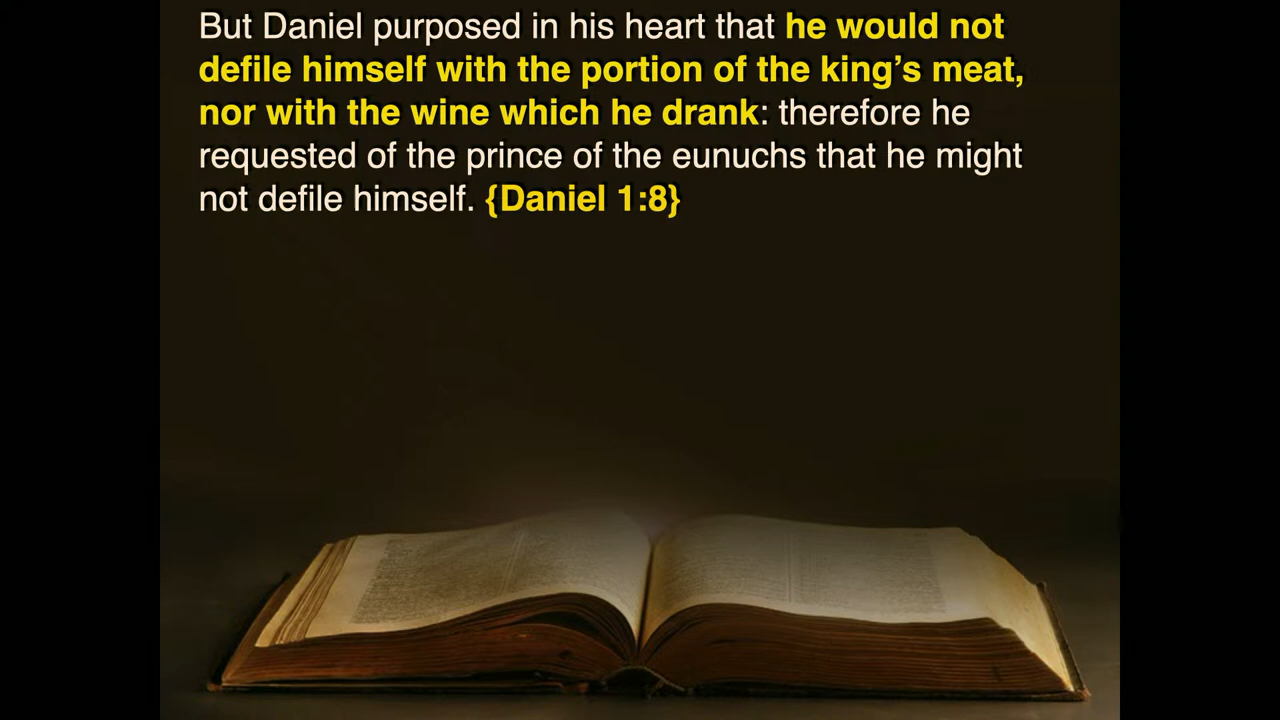 But Daniel purposed in his heart that he would not
defile himself with the portion of the king’s meat,
nor with the wine which he drank: therefore he
requested of the prince of the eunuchs that he might
not defile himself. {Daniel 1:8}